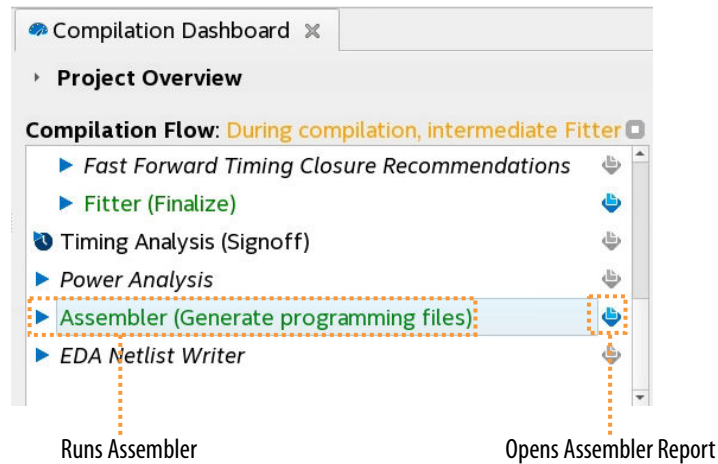 Compilation Dashboard
Project Overview
Compilation Flow: During compilation, intermediate Fitter
Fast Forward Timing Closure Recommendations
Fitter (Finalize)
Timing Analysis (Signoff)
Power Analysis
Assembler (Generate programming files)
EDA Netlist Writer
Runs Assembler
Opens Assembler Report